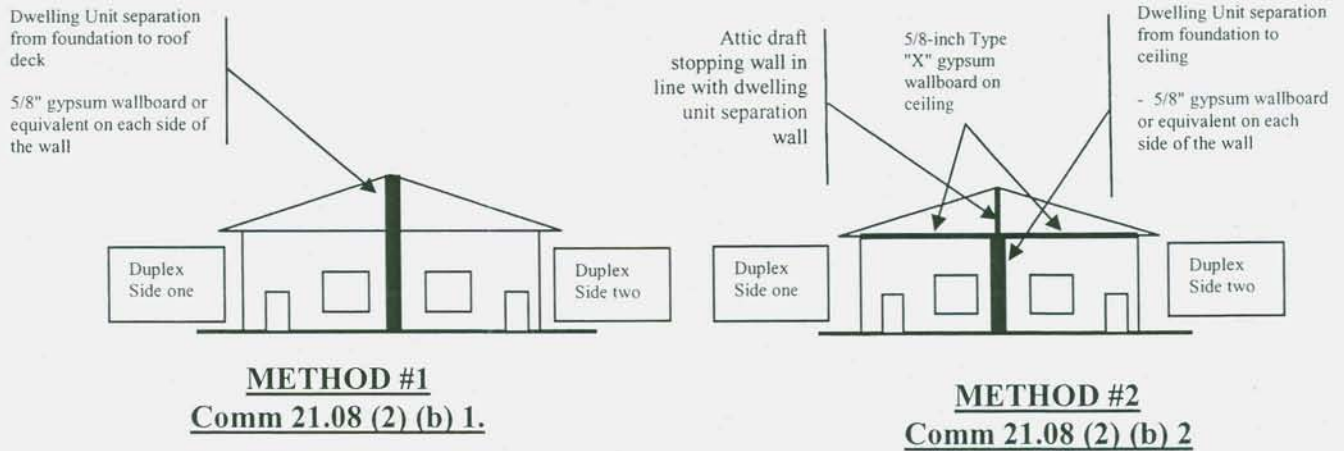 Dwelling Unit separation
from foundation to roof
deck
5/8" gypsum wallboard or
equivalent on each side of
the wall
Duplex
Side one
Duplex
Side two
METHOD #1
Comm 21.08 (2) (b) 1.
Attic draft
stopping wall in
line with dwelling
unit separation
wall
5/8-inch Type
"X" gypsum
wallboard on
ceiling
Dwelling Unit separation
from foundation to
ceiling
- 5/8" gypsum wallboard
or equivalent on each
side of the wall
Duplex
Side one
Duplex
Side two
METHOD #2
Comm 21.08 (2) (b) 2